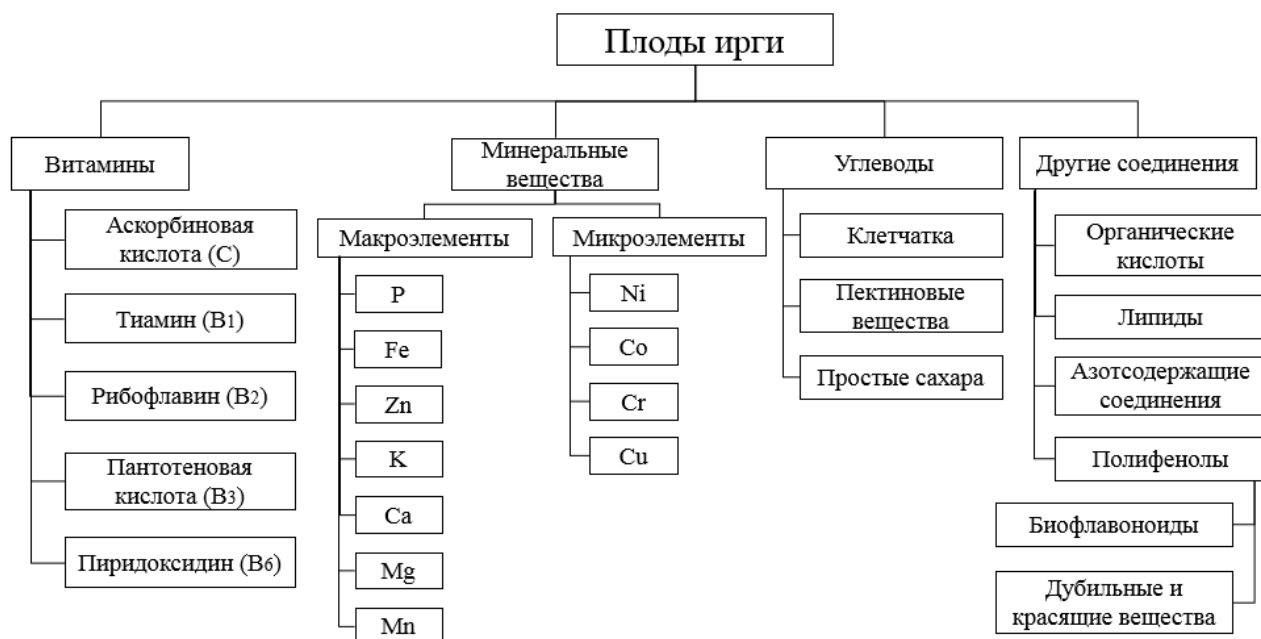 Плоды ирги
Витамины
Аскорбиновая
кислота (С)
Тиамин (В1)
Рибофлавин (В2)
Пантотеновая
кислота (В3)
Пиридоксидин (В6)
Минеральные
вещества
Макроэлементы
P
Fe
Zn
K
Ca
Mg
Mn
Микроэлементы
Ni
Co
Cr
Cu
Углеводы
Клетчатка
Пектиновые
вещества
Простые сахара
Другие соединения
Органические
кислоты
Липиды
Азотсодержащие
соединения
Полифенолы
Биофлавоноиды
Дубильные и
красящие вещества